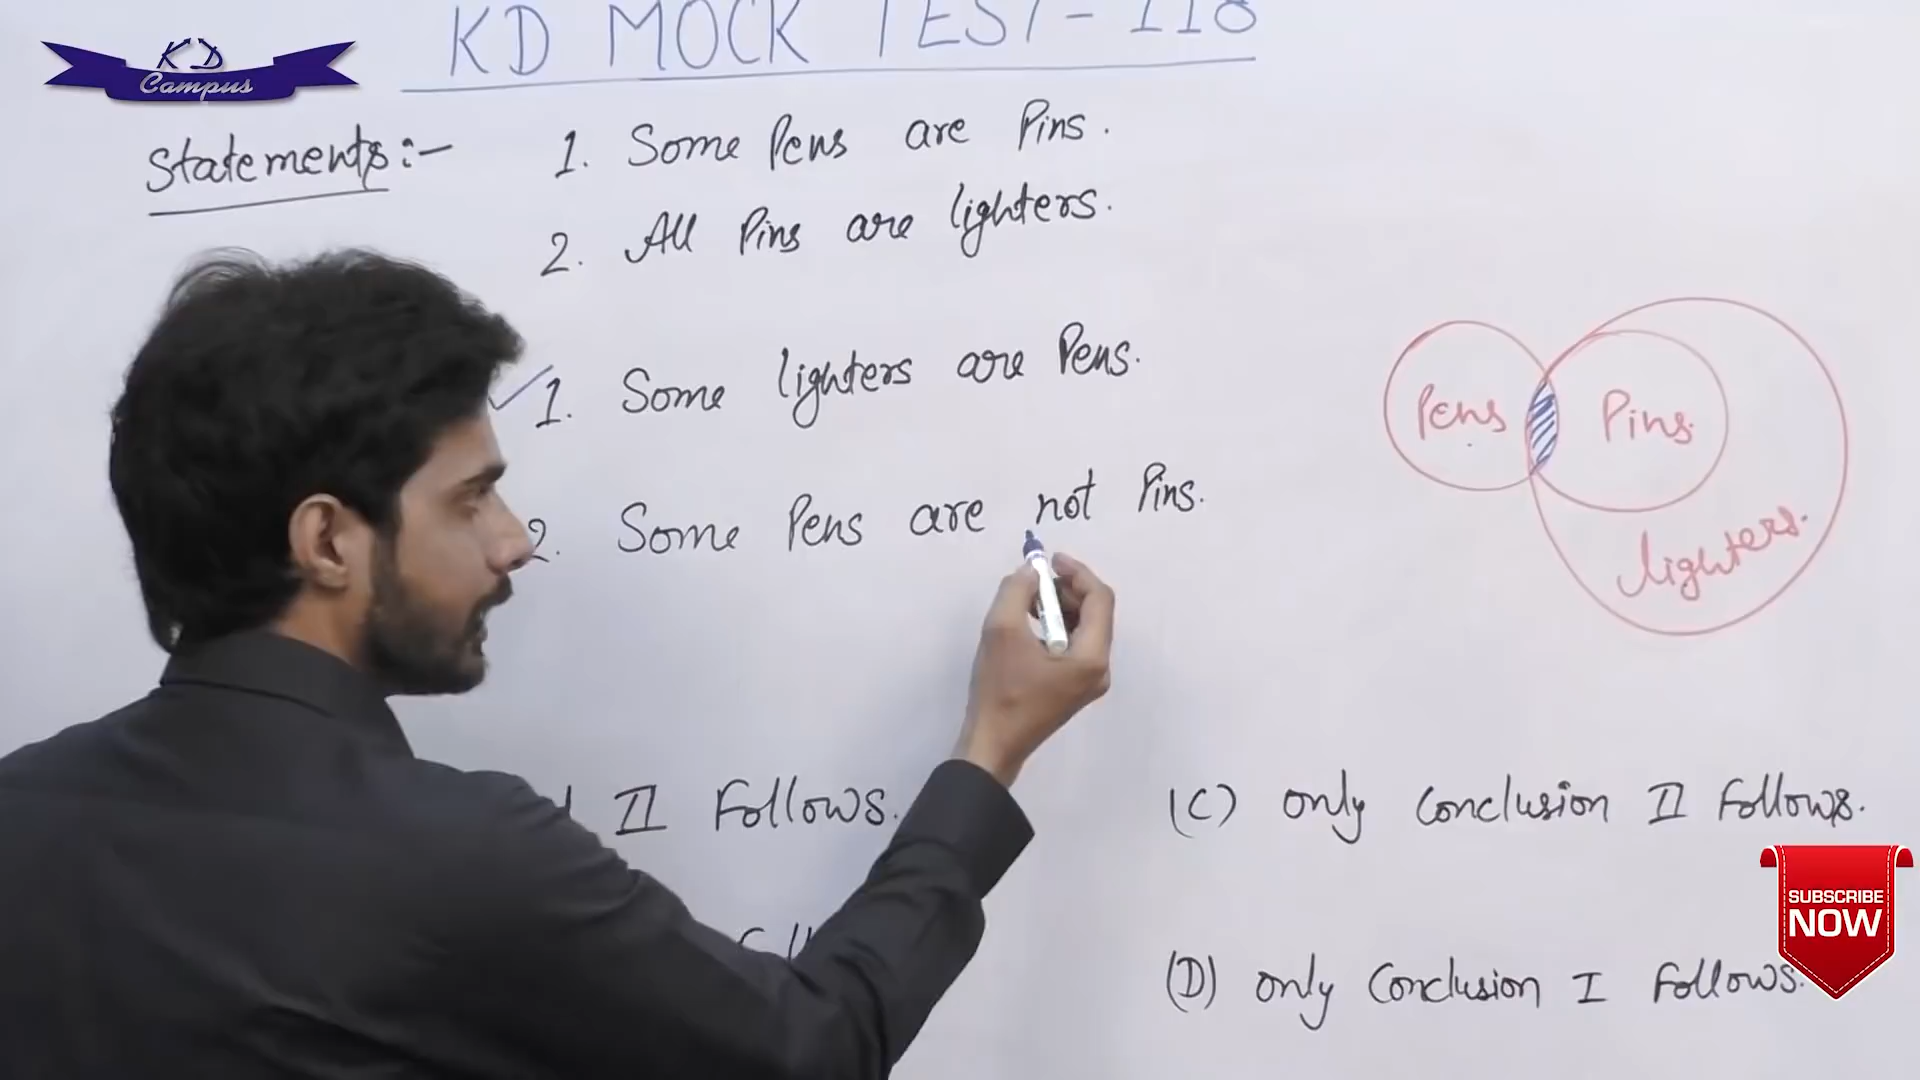 KD MOCK TEST-118
KD
Campus
Statements:-
1. Some Pens are Pins.
2. All Pins are lighters.
1. Some lighters are Pens.
2. Some Pens are not Pins.
Pens
Pins.
lighters.
II Follows.
(C) only Conclusion II Follows.
(D) only Conclusion I Follows.
SUBSCRIBE
NOW